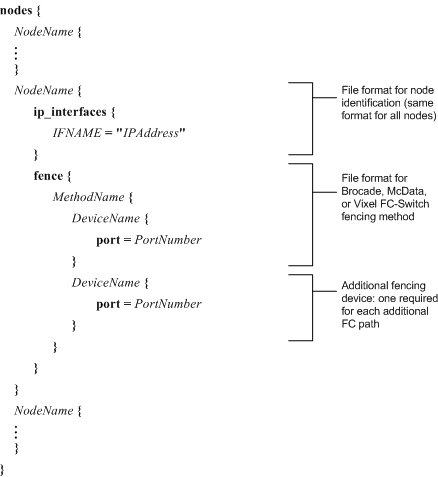 nodes {
NodeName {
⋮
}
NodeName {
ip_interfaces {
IFNAME = "IPAddress"
}
fence {
MethodName {
DeviceName {
port = PortNumber
}
DeviceName {
port = PortNumber
}
}
}
}
NodeName {
⋮
}
}
File format for node
identification (same
format for all nodes)
File format for
Brocade, McData,
or Vixel FC-Switch
fencing method
Additional fencing
device: one required
for each additional
FC path